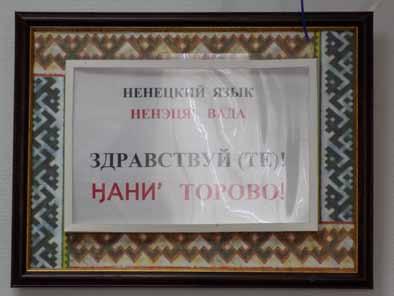 НЕНЕЦКИЙ ЯЗЫК
НЕНЭЦЯʼ ВАДА
ЗДРАВСТВУЙ (ТЕ)!
ӇАНИʼ ТОРОВО!